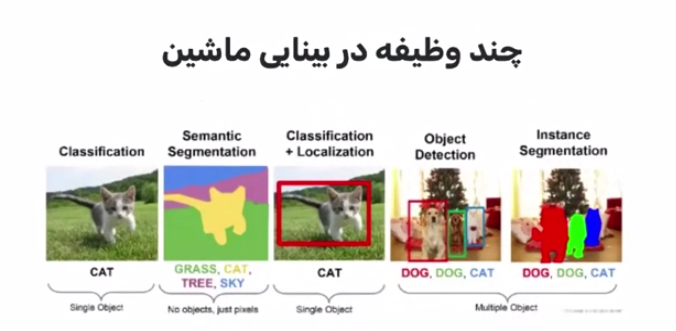 چند وظیفه در بینایی ماشین
Classification
Semantic Segmentation
Classification + Localization
Object Detection
Instance Segmentation
CAT
GRASS, CAT, TREE, SKY
CAT
DOG, DOG, CAT
DOG, DOG, CAT
Single Object
No objects, just pixels
Single Object
Multiple Object